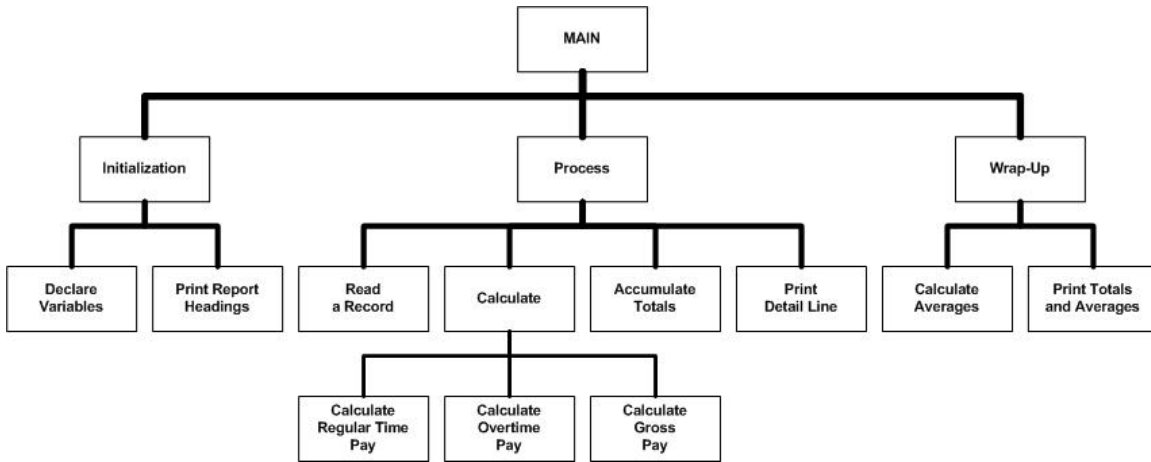 MAIN
Initialization
Process
Wrap-Up
Declare
Variables
Print Report
Headings
Read
a Record
Calculate
Accumulate
Totals
Print
Detail Line
Calculate
Averages
Print Totals
and Averages
Calculate
Regular Time
Pay
Calculate
Overtime
Pay
Calculate
Gross
Pay